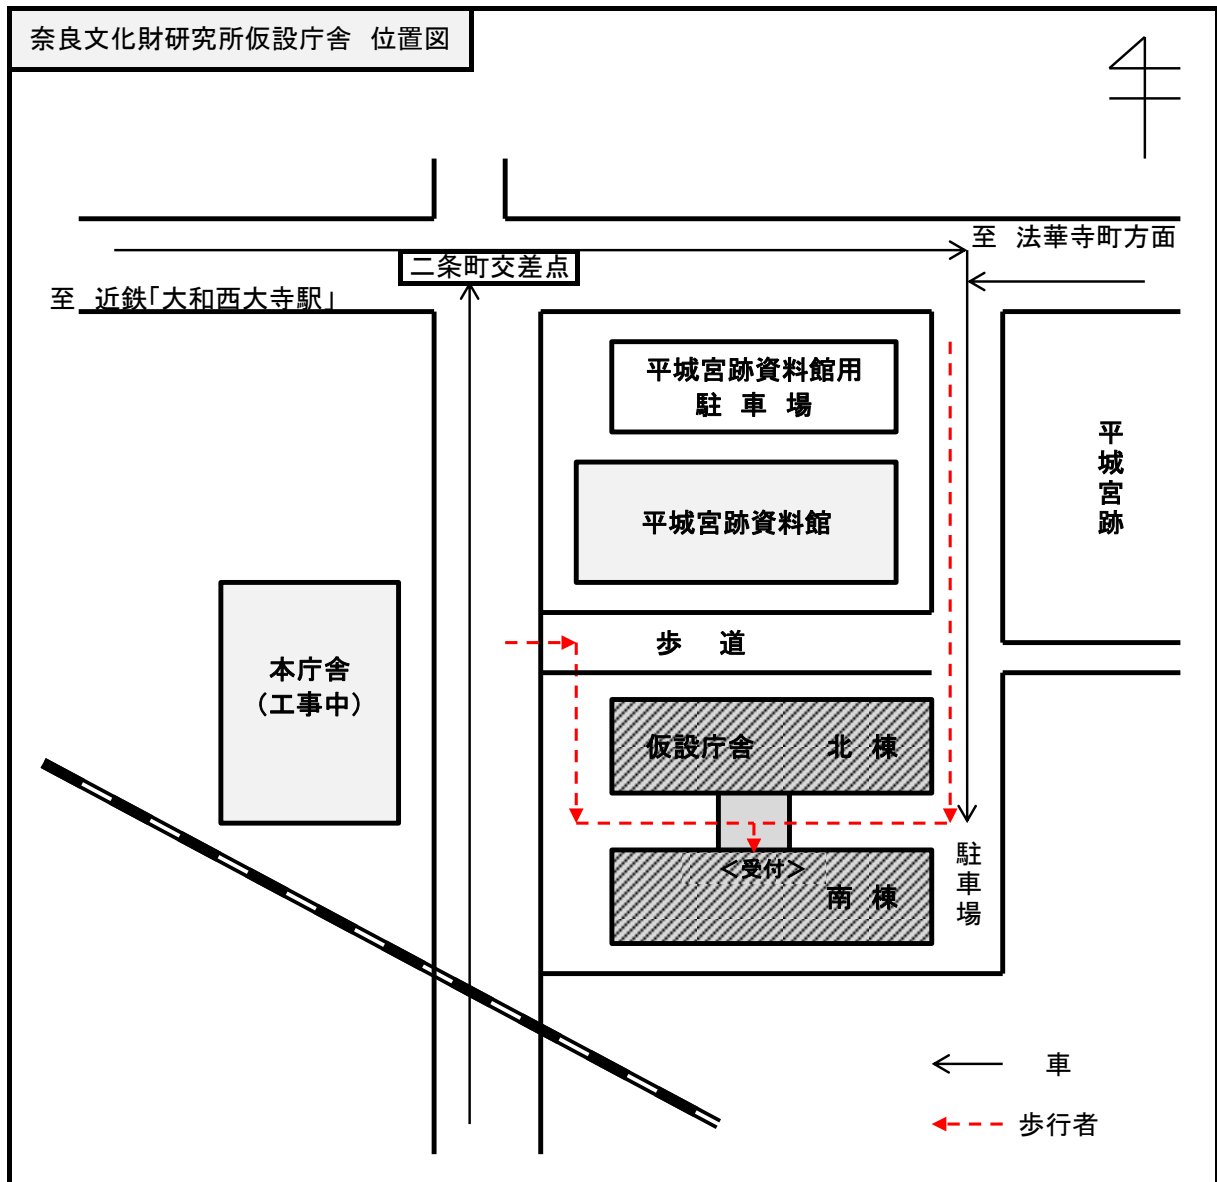 奈良文化財研究所仮設庁舎　位置図
至　法華寺町方面
二条町交差点
至　近鉄「大和西大寺駅」
平城宮跡資料館用
駐　車　場
平城宮跡
平城宮跡資料館
歩　道
本庁舎
（工事中）
仮設庁舎　　北　棟
＜受付＞
南　棟
駐車場
車
歩行者